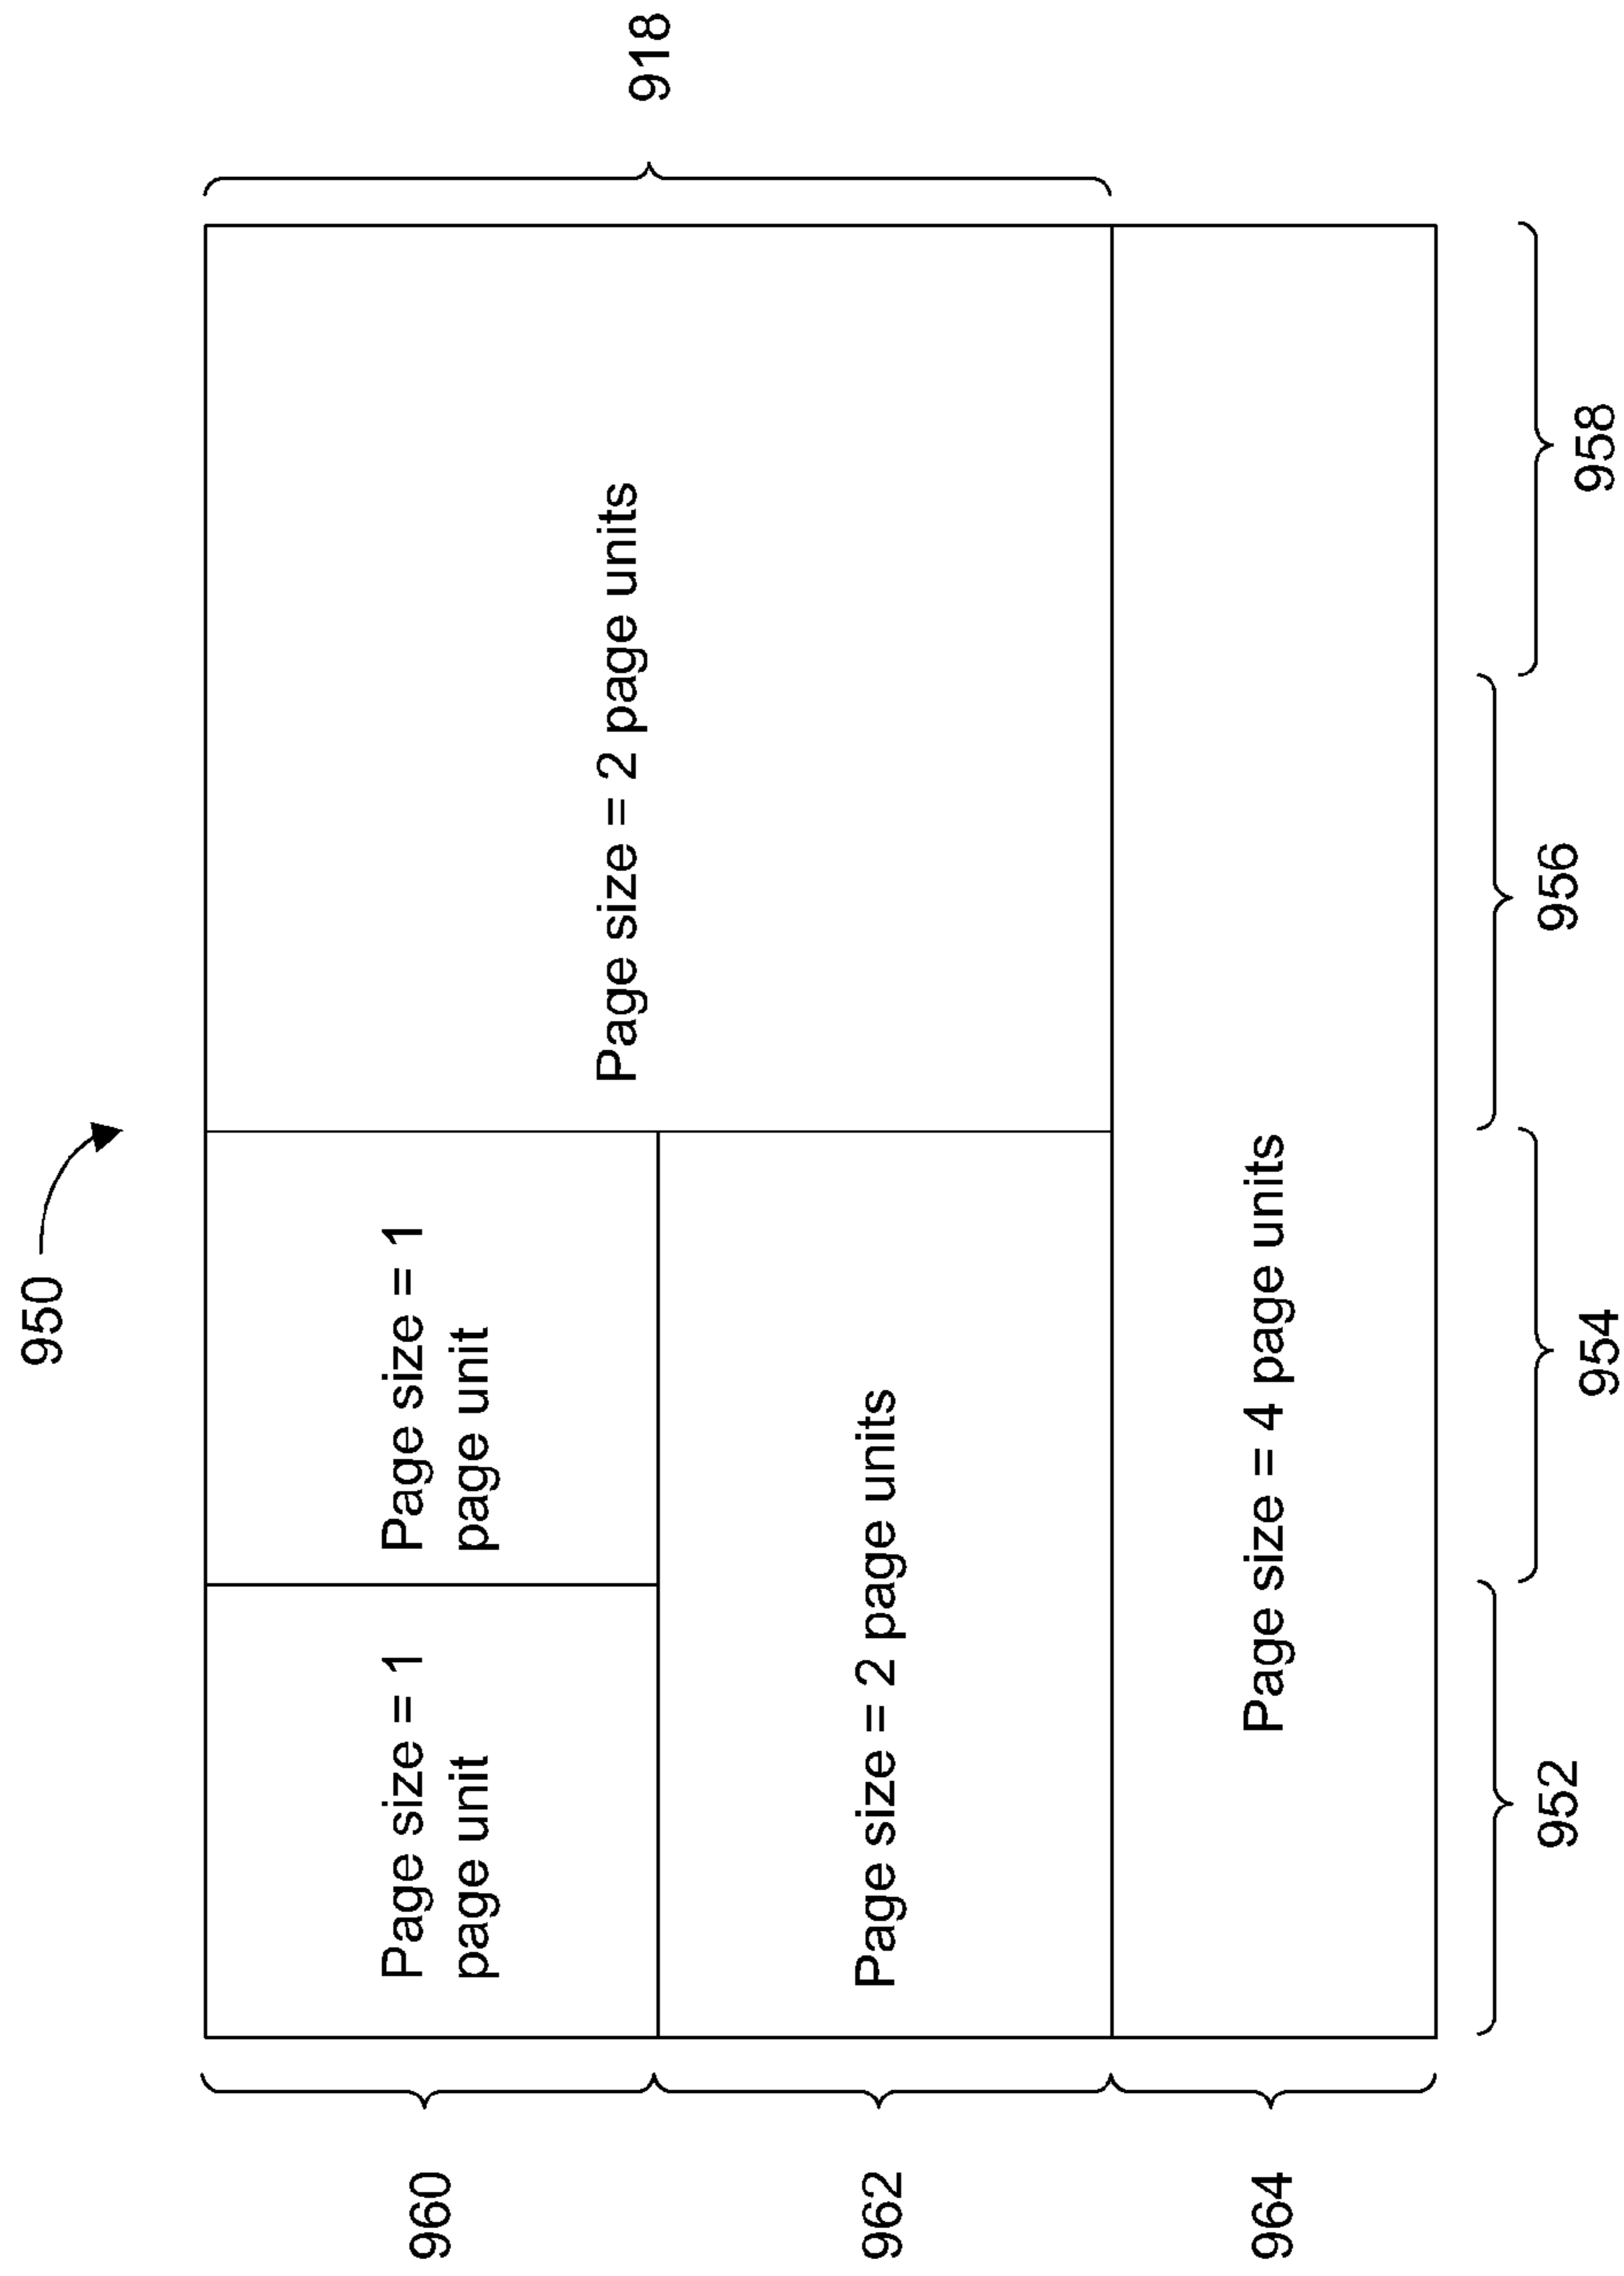 950
960
Page size = 1
page unit
Page size = 1
page unit
Page size = 2 page units
918
962
Page size = 2 page units
964
Page size = 4 page units
952
954
956
958